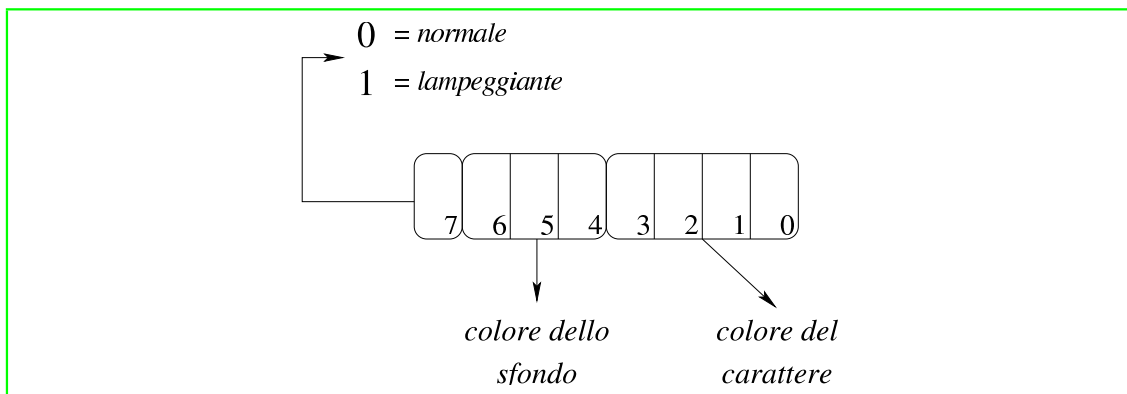 0 = normale
1 = lampeggiante
7 6 5 4 3 2 1 0
colore dello
sfondo
colore del
carattere